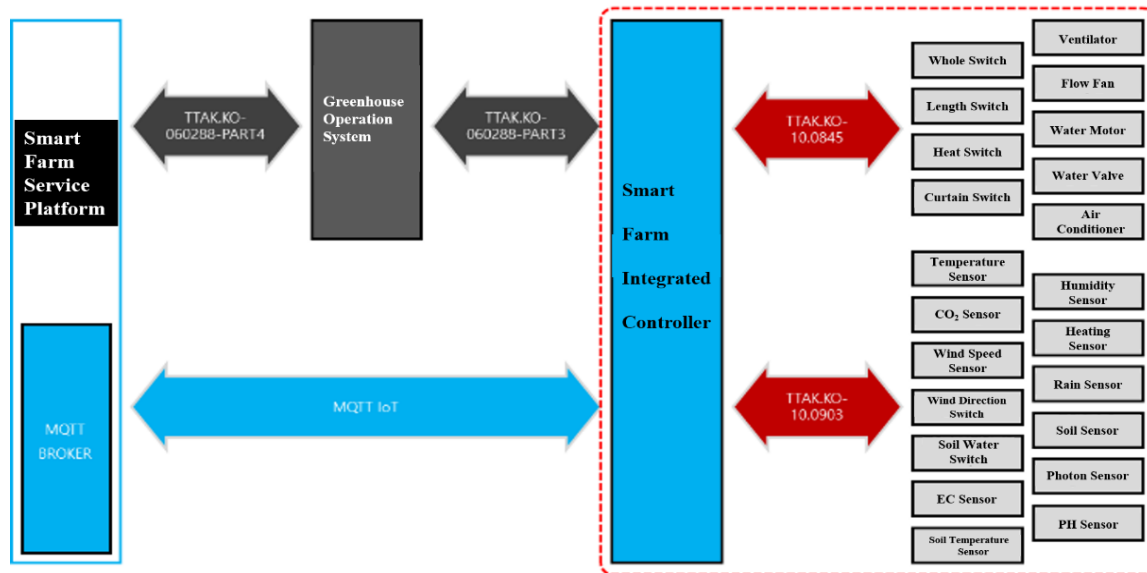 Smart
Farm
Service
Platform
MQTT
BROKER
TTAK.KO-
060288-PART4
Greenhouse
Operation
System
TTAK.KO-
060288-PART3
MQTT IoT
Smart
Farm
Integrated
Controller
TTAK.KO-
10.0845
TTAK.KO-
10.0903
Whole Switch
Length Switch
Heat Switch
Curtain Switch
Ventilator
Flow Fan
Water Motor
Water Valve
Air
Conditioner
Temperature
Sensor
CO₂ Sensor
Wind Speed
Sensor
Wind Direction
Switch
Soil Water
Switch
EC Sensor
Soil Temperature
Sensor
Humidity
Sensor
Heating
Sensor
Rain Sensor
Soil Sensor
Photon Sensor
PH Sensor